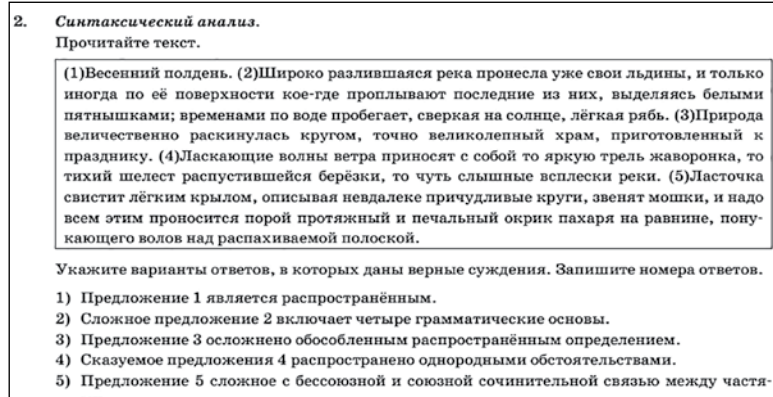 2. Синтаксический анализ.
Прочитайте текст.
(1)Весенний полдень. (2)Широко разлившаяся река пронесла уже свои льдины, и только
иногда по её поверхности кое-где проплывают последние из них, выделяясь белыми
пятнышками; временами по воде пробегает, сверкая на солнце, лёгкая рябь. (3)Природа
величественно раскинулась кругом, точно великолепный храм, приготовленный к
празднику. (4)Ласкающие волны ветра приносят с собой то яркую трель жаворонка, то
тихий шелест распустившейся берёзки, то чуть слышные всплески реки. (5)Ласточка
свистит лёгким крылом, описывая невдалеке причудливые круги, звенят мошки, и надо
всем этим проносится порой протяжный и печальный окрик пахаря на равнине, пону-
кающего волов над распахиваемой полоской.
Укажите варианты ответов, в которых даны верные суждения. Запишите номера ответов.
1) Предложение 1 является распространённым.
2) Сложное предложение 2 включает четыре грамматические основы.
3) Предложение 3 осложнено обособленным распространённым определением.
4) Сказуемое предложения 4 распространено однородными обстоятельствами.
5) Предложение 5 сложное с бессоюзной и союзной сочинительной связью между частя-